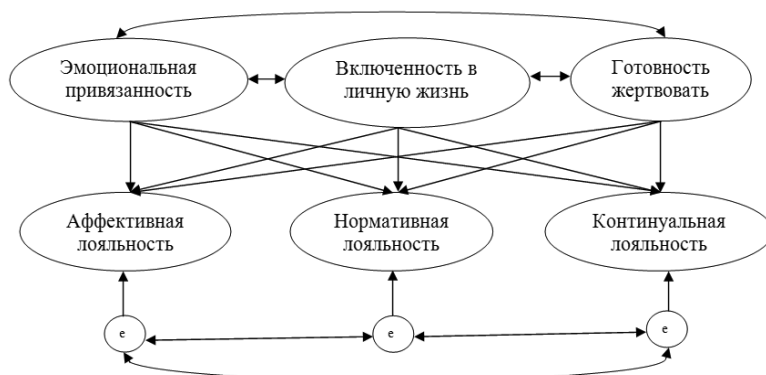 Эмоциональная
привязанность
Включенность в
личную жизнь
Готовность
жертвовать
Аффективная
лояльность
Нормативная
лояльность
Континуальная
лояльность
e
e
e